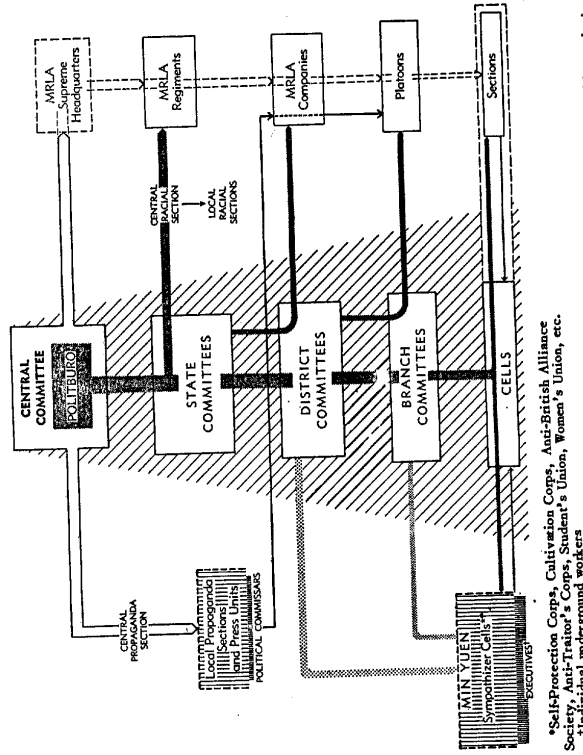 CENTRAL
COMMITTEE
POLITBURO
MRLA
Supreme
Headquarters
CENTRAL
PROPAGANDA
SECTION
CENTRAL
RACIAL
SECTION
LOCAL
RACIAL
SECTIONS
MRLA
Regiments
STATE
COMMITTEES
Local Propaganda
Sections
and Press Units
POLITICAL COMMISSARS
MRLA
Companies
DISTRICT
COMMITTEES
Platoons
BRANCH
COMMITTEES
MIN YUEN
Sympathizer Cells
EXECUTIVES
CELLS
Sections
*Self-Protection Corps, Cultivation Corps, Anti-British Alliance
Society, Anti-Traitor's Corps, Student's Union, Women's Union, etc.
Individual underground workers